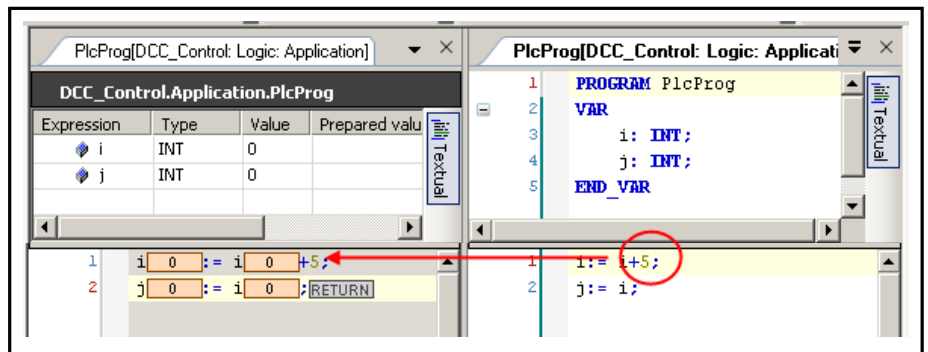 PlcProg[DCC_Control: Logic: Application]
DCC_Control.Application.PlcProg
Expression Type Value Prepared valu
i INT 0
j INT 0
Textual
1 i 0 := i 0 +5;
2 j 0 := i 0 ; RETURN
PlcProg[DCC_Control: Logic: Applicati
1 PROGRAM PlcProg
2 VAR
3 i: INT;
4 j: INT;
5 END_VAR
Textual
1 i:= i+5;
2 j:= i;